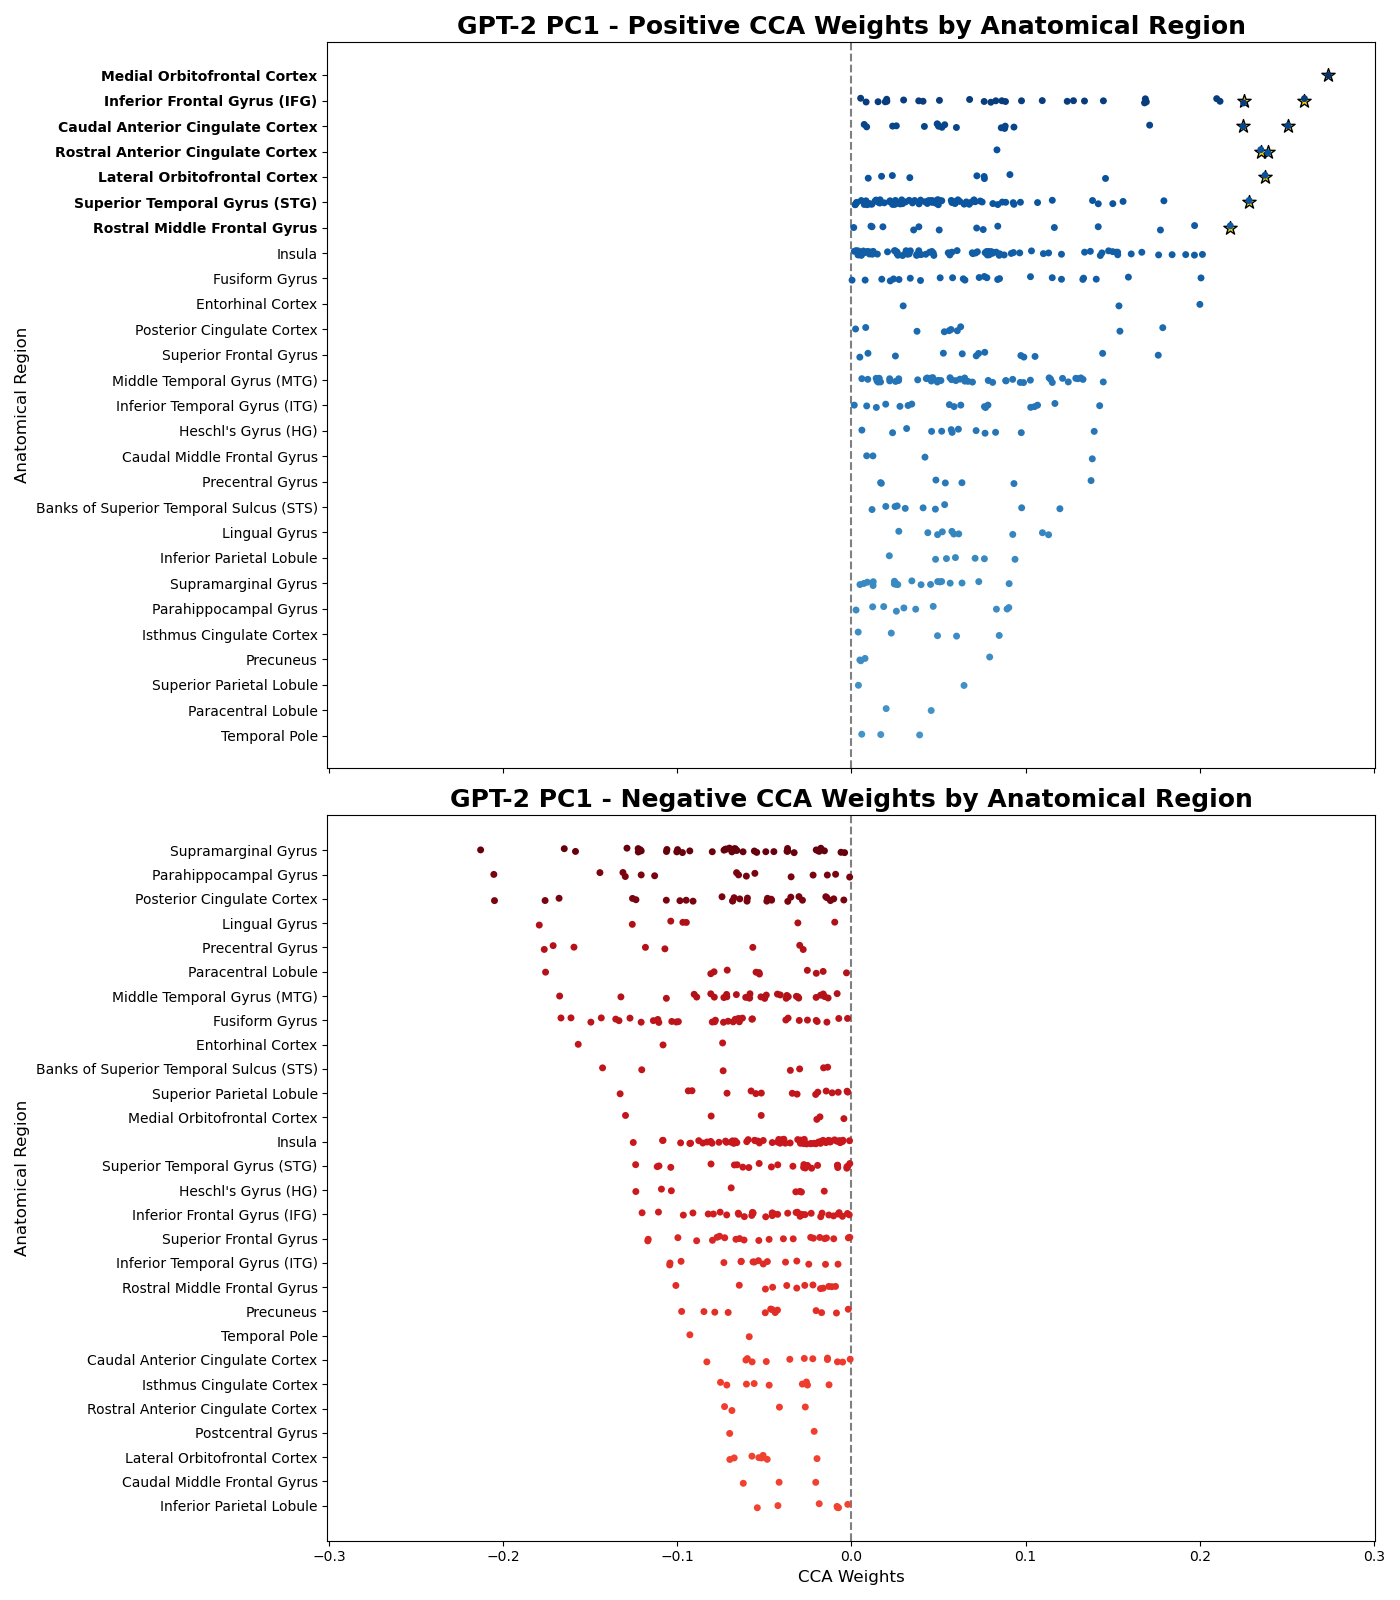 GPT-2 PC1 - Positive CCA Weights by Anatomical Region
Anatomical Region
Medial Orbitofrontal Cortex
Inferior Frontal Gyrus (IFG)
Caudal Anterior Cingulate Cortex
Rostral Anterior Cingulate Cortex
Lateral Orbitofrontal Cortex
Superior Temporal Gyrus (STG)
Rostral Middle Frontal Gyrus
Insula
Fusiform Gyrus
Entorhinal Cortex
Posterior Cingulate Cortex
Superior Frontal Gyrus
Middle Temporal Gyrus (MTG)
Inferior Temporal Gyrus (ITG)
Heschl's Gyrus (HG)
Caudal Middle Frontal Gyrus
Precentral Gyrus
Banks of Superior Temporal Sulcus (STS)
Lingual Gyrus
Inferior Parietal Lobule
Supramarginal Gyrus
Parahippocampal Gyrus
Isthmus Cingulate Cortex
Precuneus
Superior Parietal Lobule
Paracentral Lobule
Temporal Pole
GPT-2 PC1 - Negative CCA Weights by Anatomical Region
Anatomical Region
Supramarginal Gyrus
Parahippocampal Gyrus
Posterior Cingulate Cortex
Lingual Gyrus
Precentral Gyrus
Paracentral Lobule
Middle Temporal Gyrus (MTG)
Fusiform Gyrus
Entorhinal Cortex
Banks of Superior Temporal Sulcus (STS)
Superior Parietal Lobule
Medial Orbitofrontal Cortex
Insula
Superior Temporal Gyrus (STG)
Heschl's Gyrus (HG)
Inferior Frontal Gyrus (IFG)
Superior Frontal Gyrus
Inferior Temporal Gyrus (ITG)
Rostral Middle Frontal Gyrus
Precuneus
Temporal Pole
Caudal Anterior Cingulate Cortex
Isthmus Cingulate Cortex
Rostral Anterior Cingulate Cortex
Postcentral Gyrus
Lateral Orbitofrontal Cortex
Caudal Middle Frontal Gyrus
Inferior Parietal Lobule
−0.3 −0.2 −0.1 0.0 0.1 0.2 0.3
CCA Weights